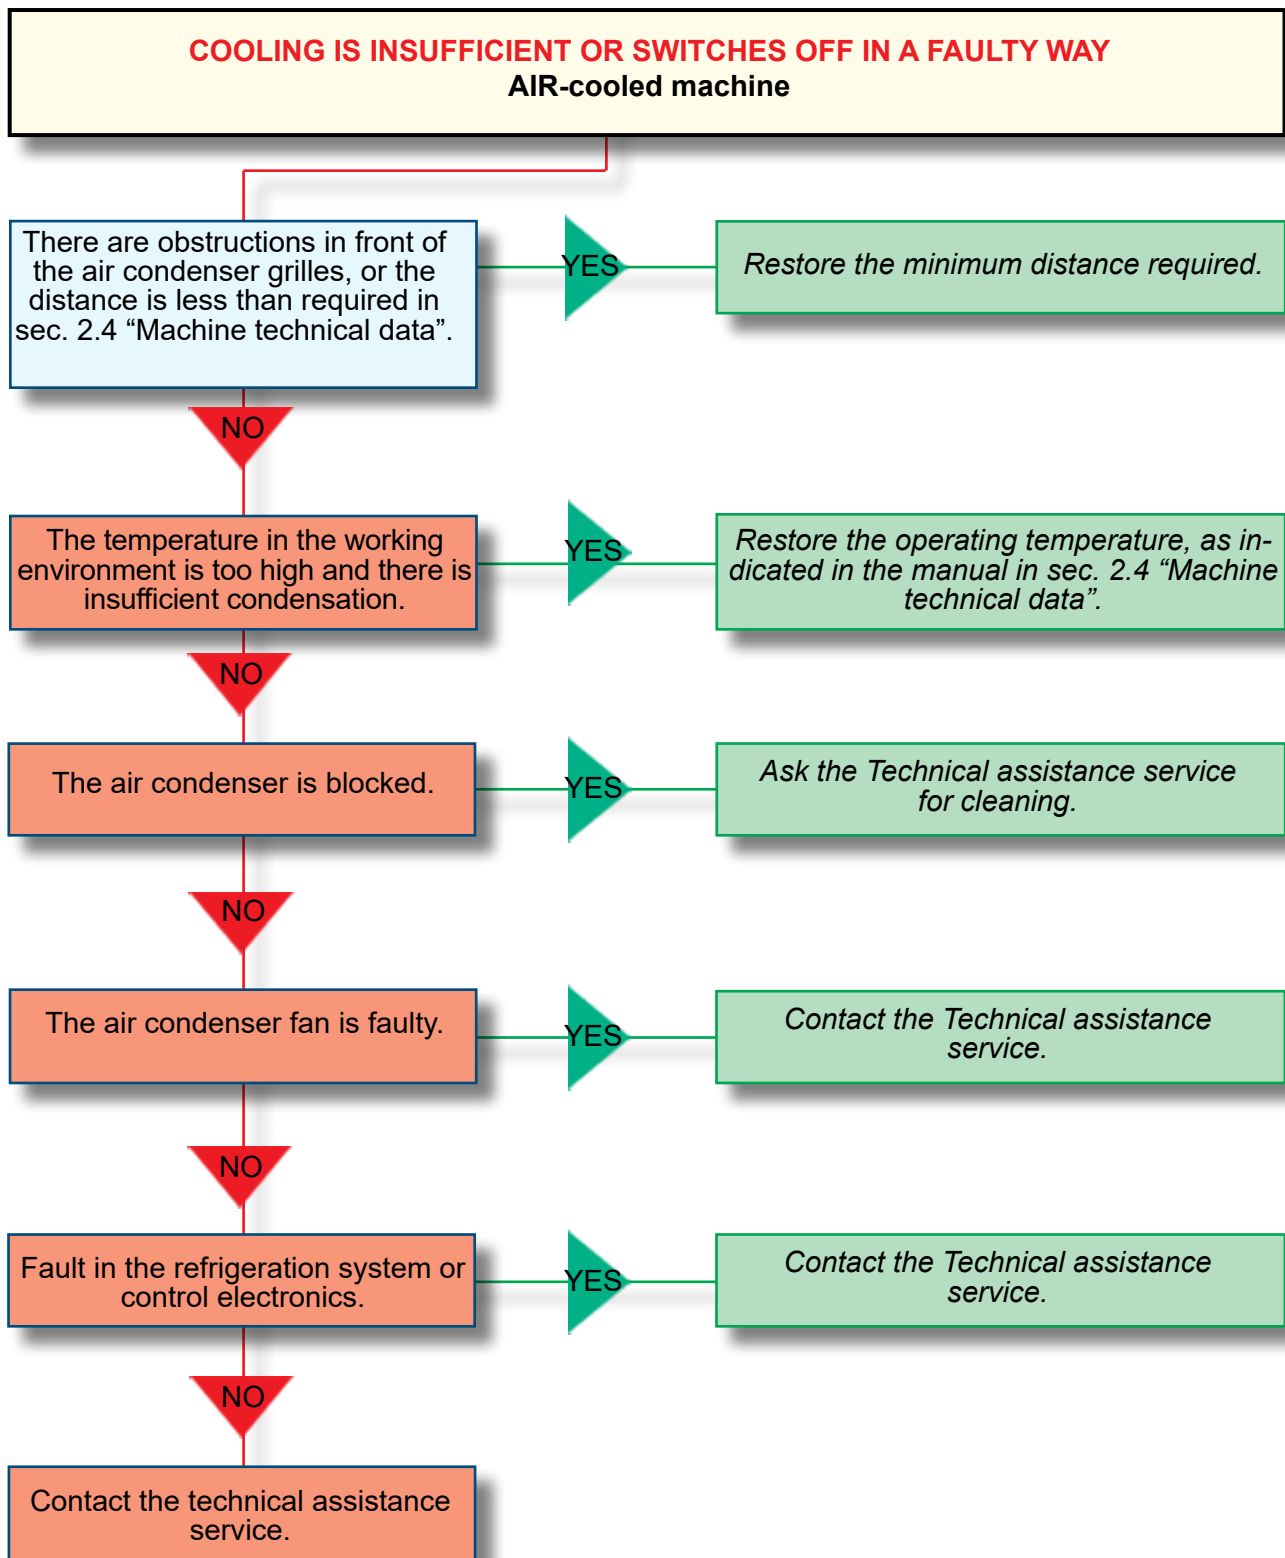 COOLING IS INSUFFICIENT OR SWITCHES OFF IN A FAULTY WAY
AIR-cooled machine
There are obstructions in front of
the air condenser grilles, or the
distance is less than required in
sec. 2.4 “Machine technical data”.
YES
Restore the minimum distance required.
NO
The temperature in the working
environment is too high and there is
insufficient condensation.
YES
Restore the operating temperature, as in-
dicated in the manual in sec. 2.4 “Machine
technical data”.
NO
The air condenser is blocked.
YES
Ask the Technical assistance service
for cleaning.
NO
The air condenser fan is faulty.
YES
Contact the Technical assistance
service.
NO
Fault in the refrigeration system or
control electronics.
YES
Contact the Technical assistance
service.
NO
Contact the technical assistance
service.